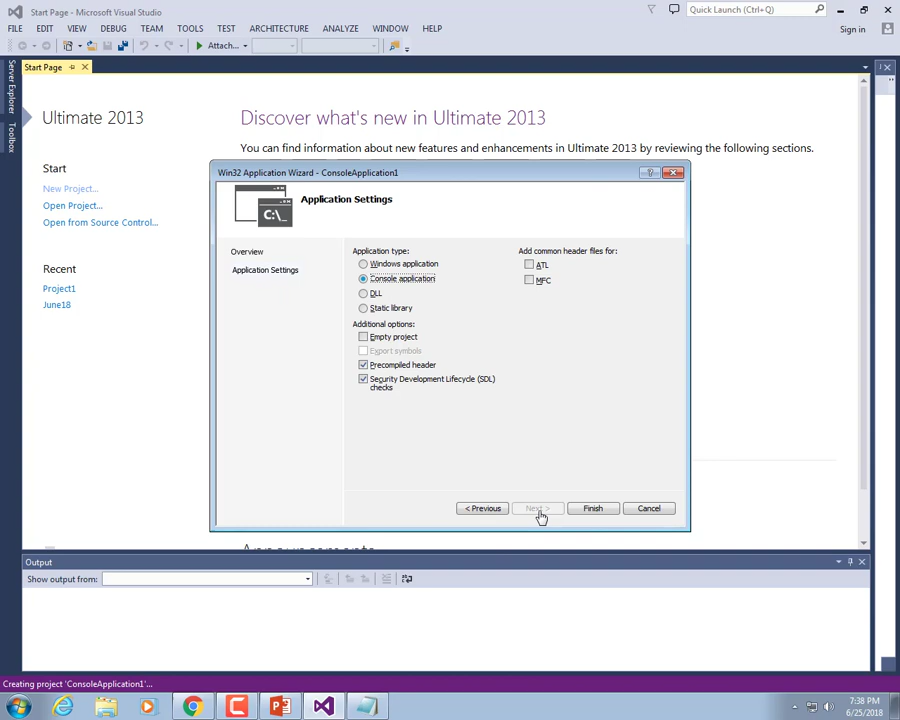 Start Page - Microsoft Visual Studio
Quick Launch (Ctrl+Q)
FILE EDIT VIEW DEBUG TEAM TOOLS TEST ARCHITECTURE ANALYZE WINDOW HELP
Sign in
Attach...
Server Explorer
Toolbox
Start Page
Ultimate 2013
Discover what's new in Ultimate 2013
You can find information about new features and enhancements in Ultimate 2013 by reviewing the following sections.
Start
New Project...
Open Project...
Open from Source Control...
Recent
Project1
June18
Win32 Application Wizard - ConsoleApplication1
C:\_
Application Settings
Overview
Application Settings
Application type:
Windows application
Console application
DLL
Static library
Additional options:
Empty project
Export symbols
Precompiled header
Security Development Lifecycle (SDL)
checks
Add common header files for:
ATL
MFC
< Previous
Next >
Finish
Cancel
Announcements
Output
Show output from:
Creating project 'ConsoleApplication1'...
7:38 PM
6/25/2018